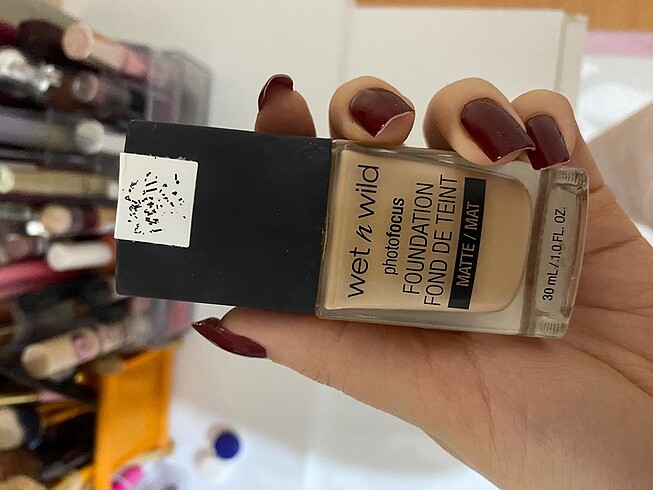 wet n wild
photofocus
FOUNDATION
FOND DE TEINT
MATTE / MAT
30 mL / 1.0 FL. OZ.